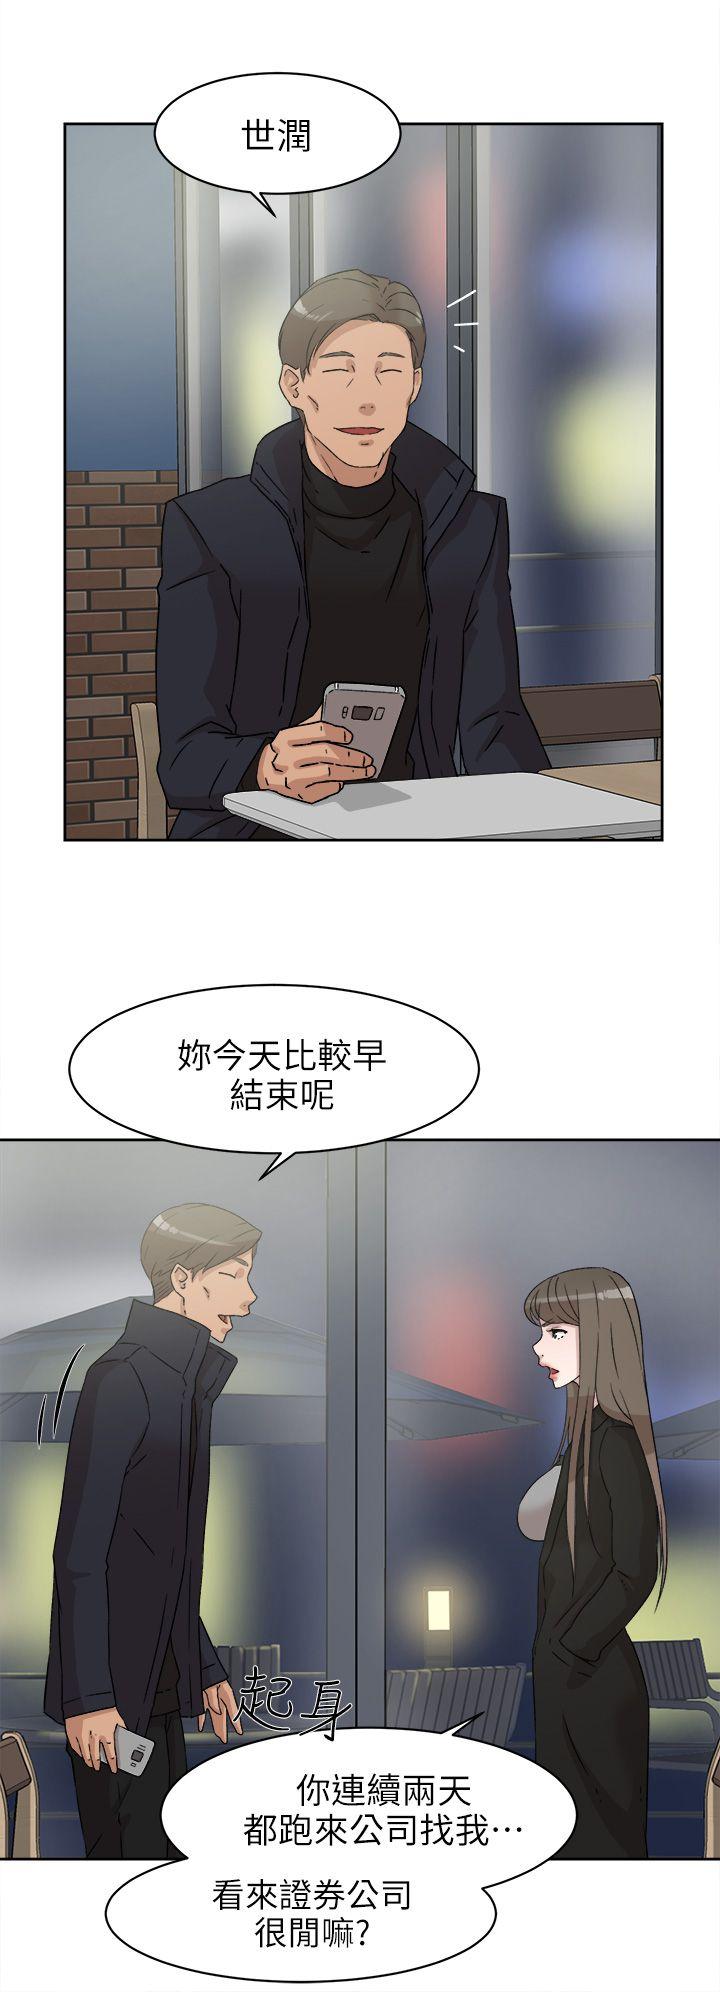 世潤
妳今天比較早
結束呢
起身
你連續兩天
都跑來公司找我…
看來證券公司
很閒嘛?